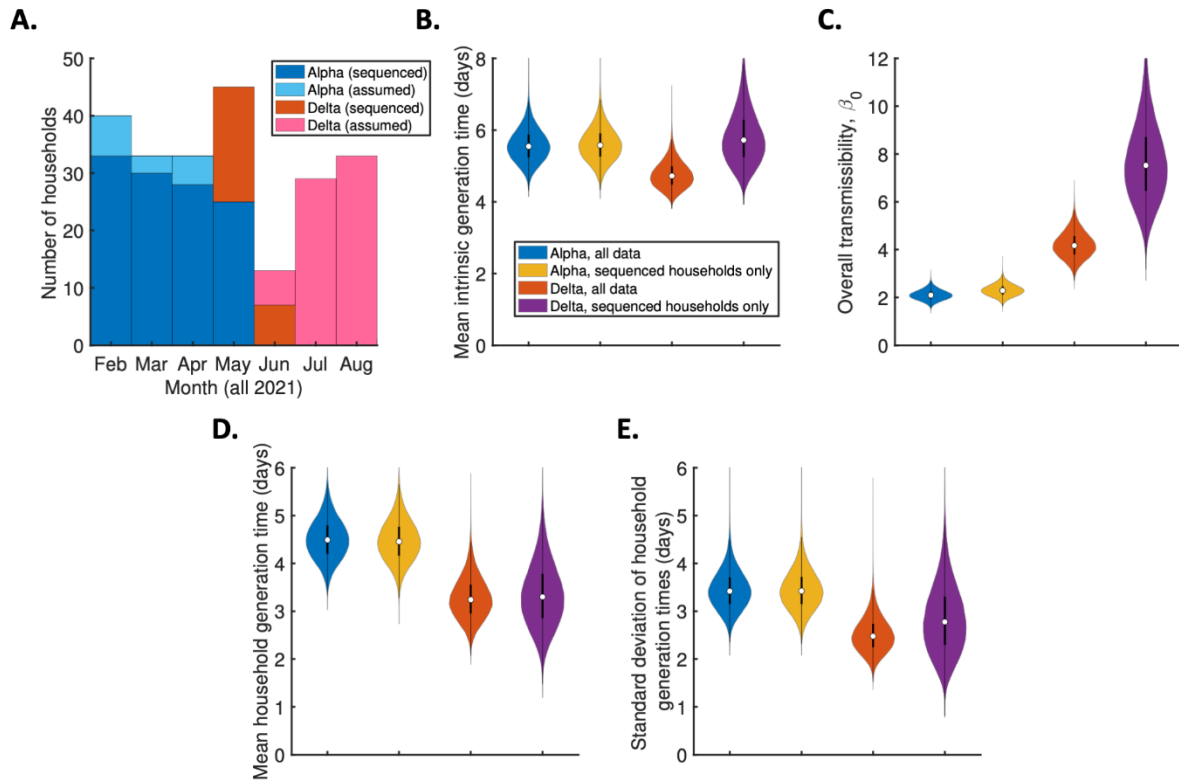 A.
Number of households
50
40
30
20
10
0
Alpha (sequenced)
Alpha (assumed)
Delta (sequenced)
Delta (assumed)
Feb Mar Apr May Jun Jul Aug
Month (all 2021)
B.
Mean intrinsic generation time (days)
8
6
4
2
0
Alpha, all data
Alpha, sequenced households only
Delta, all data
Delta, sequenced households only
C.
Overall transmissibility, β0
12
10
8
6
4
2
0
D.
Mean household generation time (days)
6
5
4
3
2
1
0
E.
Standard deviation of household
generation times (days)
6
5
4
3
2
1
0